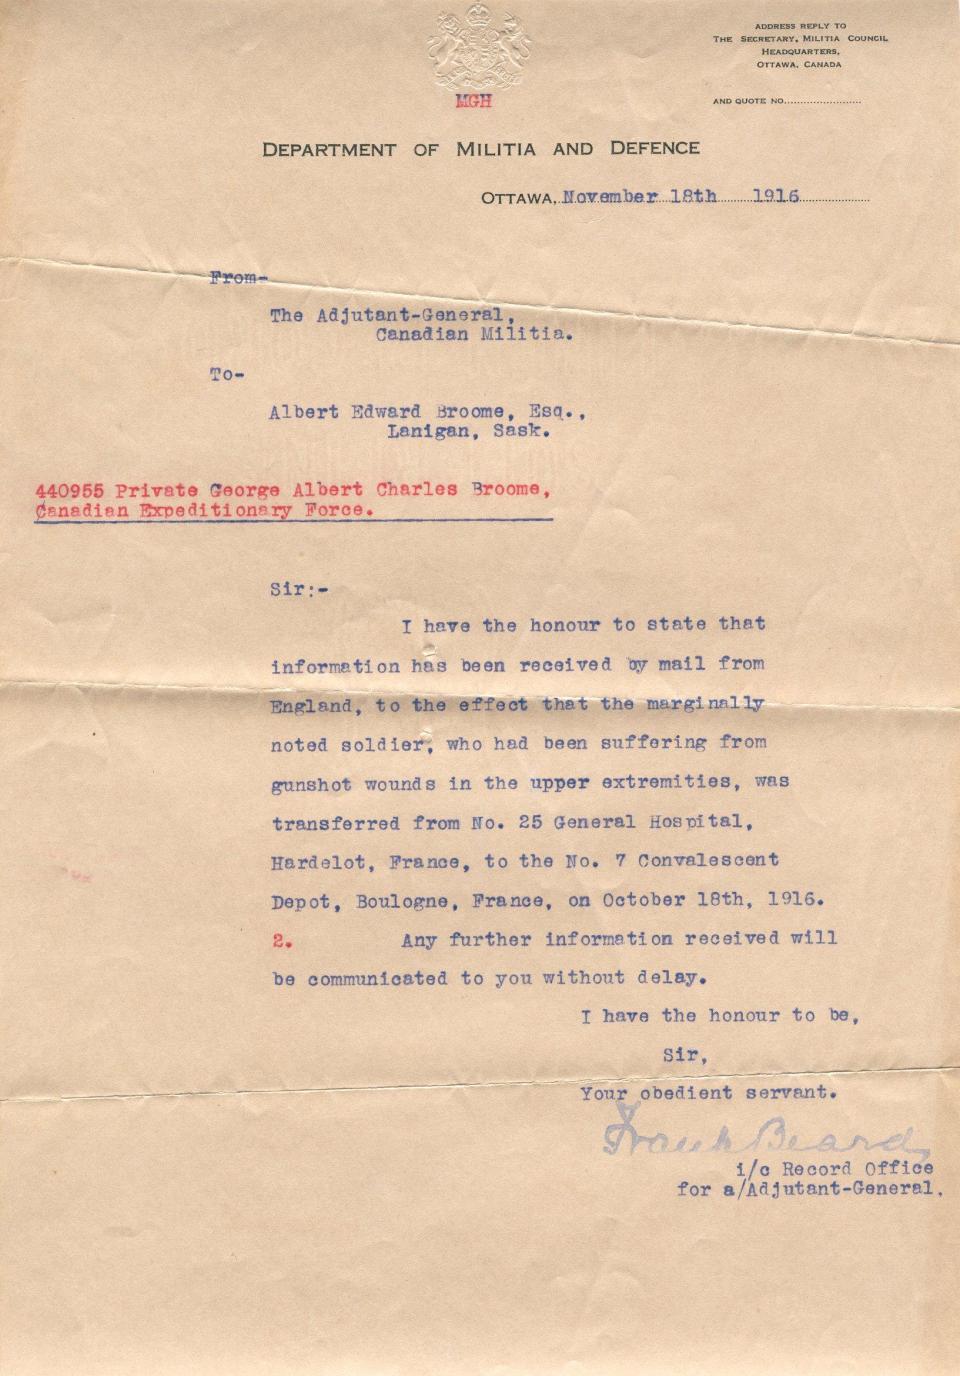 ADDRESS REPLY TO
THE SECRETARY, MILITIA COUNCIL
HEADQUARTERS,
OTTAWA, CANADA
MGH
AND QUOTE NO.......................
DEPARTMENT OF MILITIA AND DEFENCE
OTTAWA, November 18th 1916
From-
The Adjutant-General,
Canadian Militia.
To-
Albert Edward Broome, Esq.,
Lanigan, Sask.
440955 Private George Albert Charles Broome,
Canadian Expeditionary Force.
Sir:-
I have the honour to state that
information has been received by mail from
England, to the effect that the marginally
noted soldier, who had been suffering from
gunshot wounds in the upper extremities, was
transferred from No. 25 General Hospital,
Hardelot, France, to the No. 7 Convalescent
Depot, Boulogne, France, on October 18th, 1916.
2. Any further information received will
be communicated to you without delay.
I have the honour to be,
Sir,
Your obedient servant.
Frank Beard,
i/c Record Office
for a/Adjutant-General.